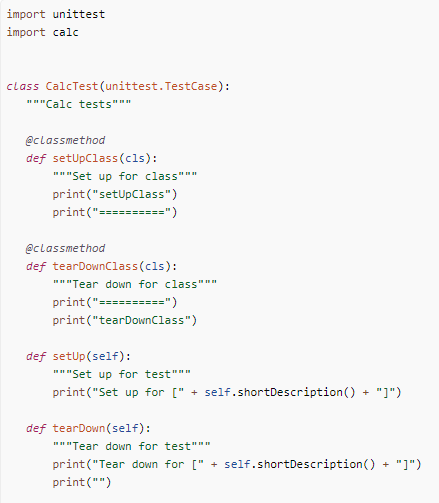 import unittest
import calc
class CalcTest(unittest.TestCase):
    """Calc tests"""
    @classmethod
    def setUpClass(cls):
        """Set up for class"""
        print("setUpClass")
        print("==========")
    @classmethod
    def tearDownClass(cls):
        """Tear down for class"""
        print("==========")
        print("tearDownClass")
    def setUp(self):
        """Set up for test"""
        print("Set up for [" + self.shortDescription() + "]")
    def tearDown(self):
        """Tear down for test"""
        print("Tear down for [" + self.shortDescription() + "]")
        print("")